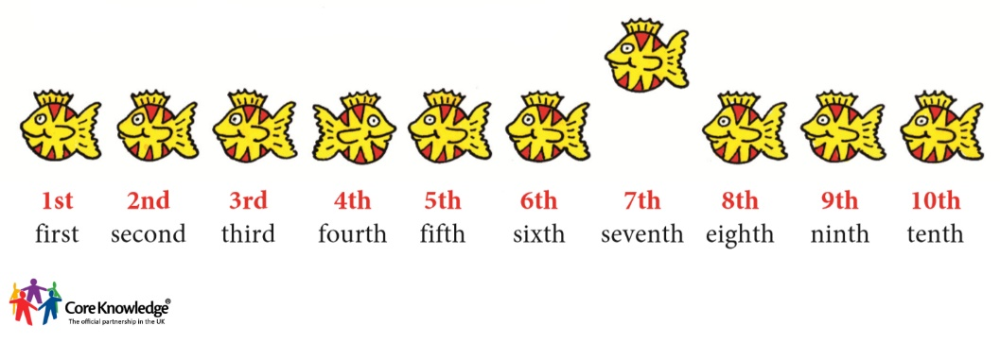 1st 2nd 3rd 4th 5th 6th 7th 8th 9th 10th
first second third fourth fifth sixth seventh eighth ninth tenth
Core Knowledge®
The official partnership in the UK